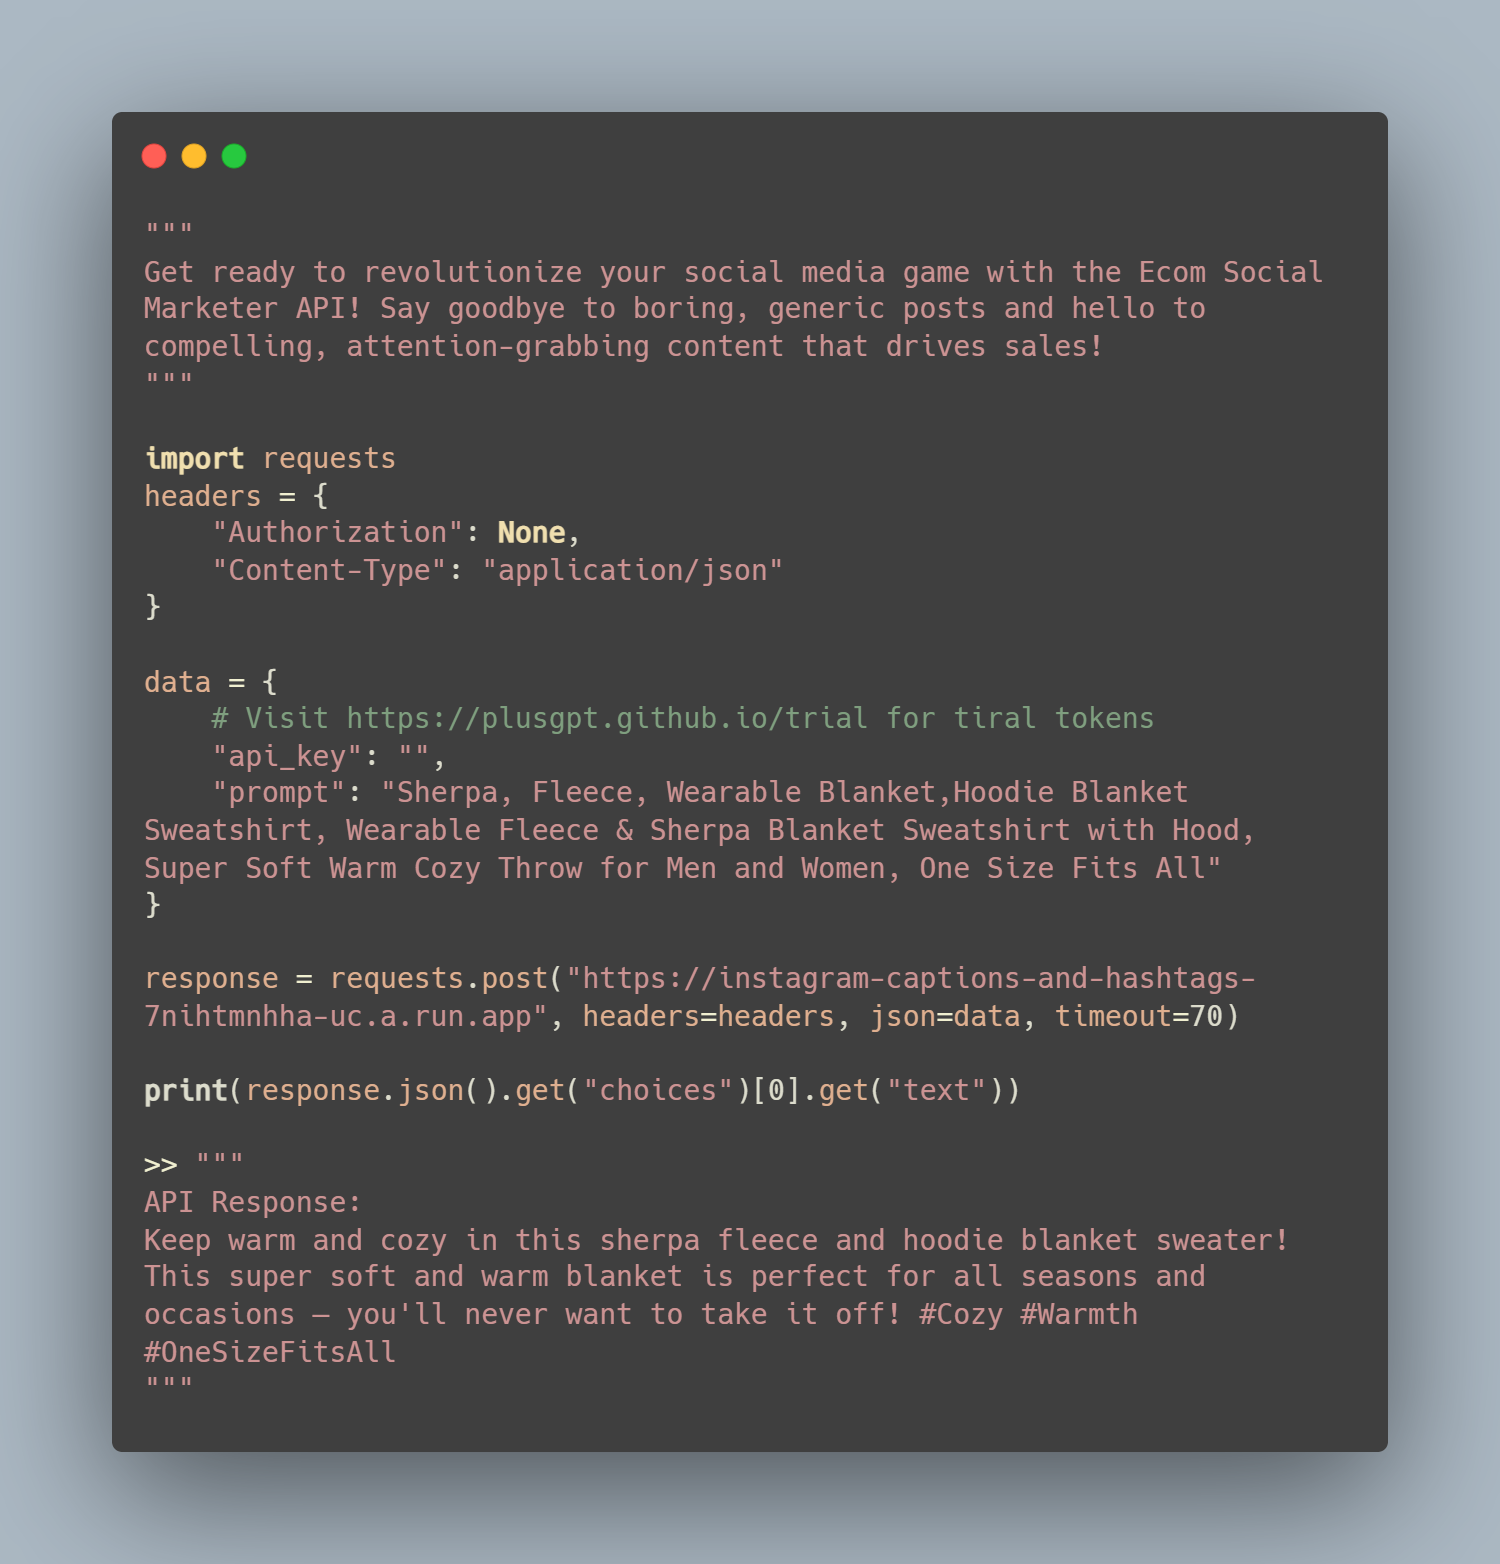 """
Get ready to revolutionize your social media game with the Ecom Social
Marketer API! Say goodbye to boring, generic posts and hello to
compelling, attention-grabbing content that drives sales!
"""
import requests
headers = {
    "Authorization": None,
    "Content-Type": "application/json"
}
data = {
    # Visit https://plusgpt.github.io/trial for tiral tokens
    "api_key": "",
    "prompt": "Sherpa, Fleece, Wearable Blanket,Hoodie Blanket
Sweatshirt, Wearable Fleece & Sherpa Blanket Sweatshirt with Hood,
Super Soft Warm Cozy Throw for Men and Women, One Size Fits All"
}
response = requests.post("https://instagram-captions-and-hashtags-
7nihtmnhha-uc.a.run.app", headers=headers, json=data, timeout=70)
print(response.json().get("choices")[0].get("text"))
>> """
API Response:
Keep warm and cozy in this sherpa fleece and hoodie blanket sweater!
This super soft and warm blanket is perfect for all seasons and
occasions – you'll never want to take it off! #Cozy #Warmth
#OneSizeFitsAll
"""